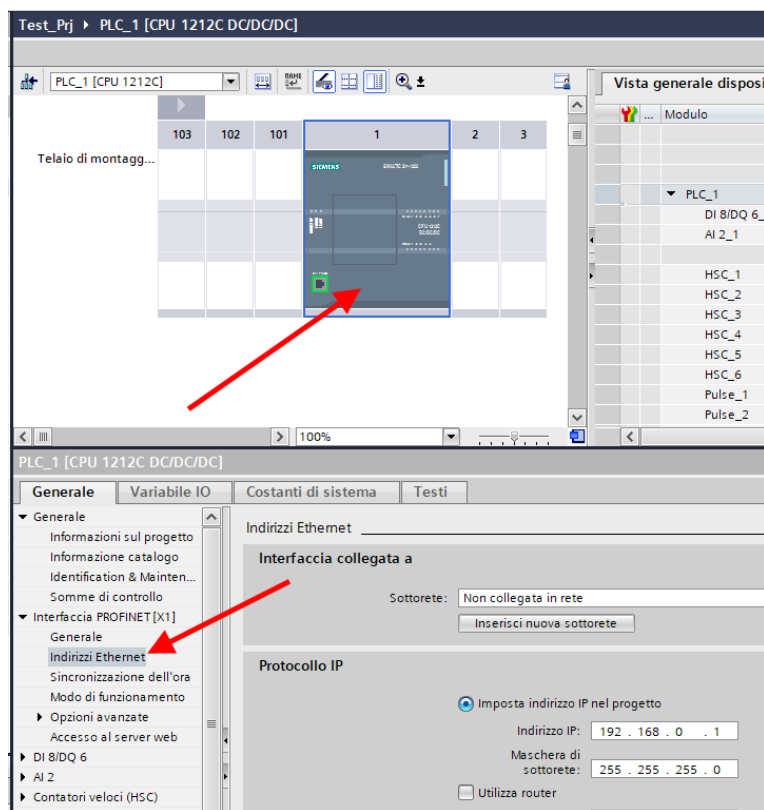 Test_Prj ▸ PLC_1 [CPU 1212C DC/DC/DC]
PLC_1 [CPU 1212C]
Vista generale disposi
... Modulo
103 102 101 1 2 3
Telaio di montagg...
SIEMENS
CPU 1212C
DC/DC/DC
PLC_1
DI 8/DQ 6_
AI 2_1
HSC_1
HSC_2
HSC_3
HSC_4
HSC_5
HSC_6
Pulse_1
Pulse_2
100%
PLC_1 [CPU 1212C DC/DC/DC]
Generale Variabile IO Costanti di sistema Testi
Generale
Informazioni sul progetto
Informazione catalogo
Identification & Mainten...
Somme di controllo
Interfaccia PROFINET [X1]
Generale
Indirizzi Ethernet
Sincronizzazione dell'ora
Modo di funzionamento
Opzioni avanzate
Accesso al server web
DI 8/DQ 6
AI 2
Contatori veloci (HSC)
Indirizzi Ethernet
Interfaccia collegata a
Sottorete: Non collegata in rete
Inserisci nuova sottorete
Protocollo IP
Imposta indirizzo IP nel progetto
Indirizzo IP: 192 . 168 . 0 . 1
Maschera di
sottorete: 255 . 255 . 255 . 0
Utilizza router